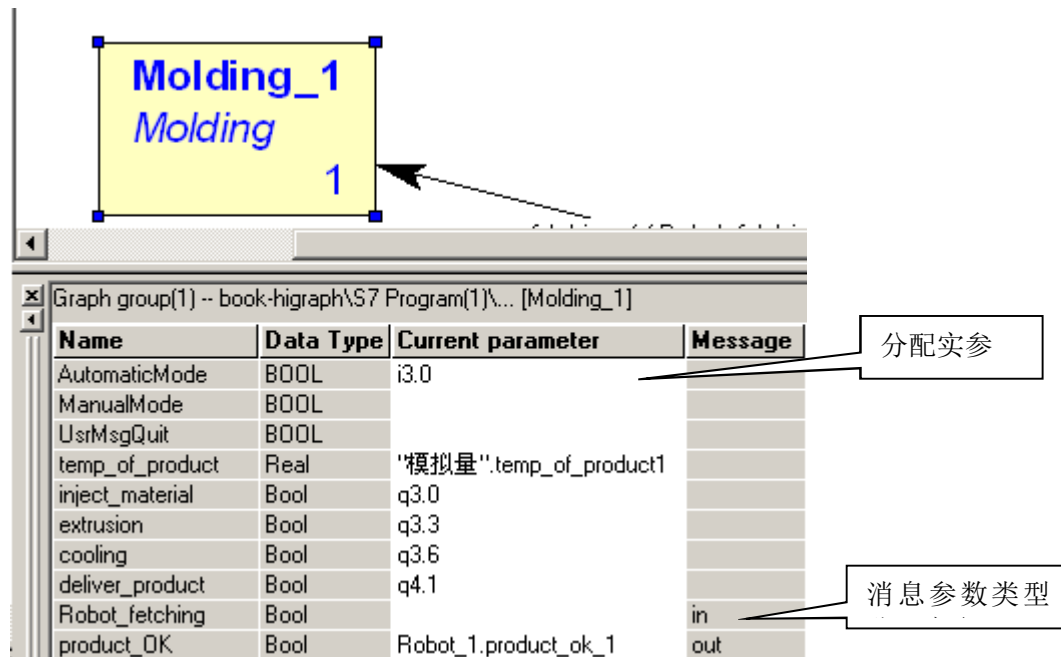 Molding_1
Molding
1
Graph group(1) -- book-higraph\S7 Program(1)\... [Molding_1]
Name Data Type Current parameter Message
AutomaticMode BOOL i3.0
ManualMode BOOL
UsrMsgQuit BOOL
temp_of_product Real "模拟量".temp_of_product1
inject_material Bool q3.0
extrusion Bool q3.3
cooling Bool q3.6
deliver_product Bool q4.1
Robot_fetching Bool in
product_OK Bool Robot_1.product_ok_1 out
分配实参
消息参数类型